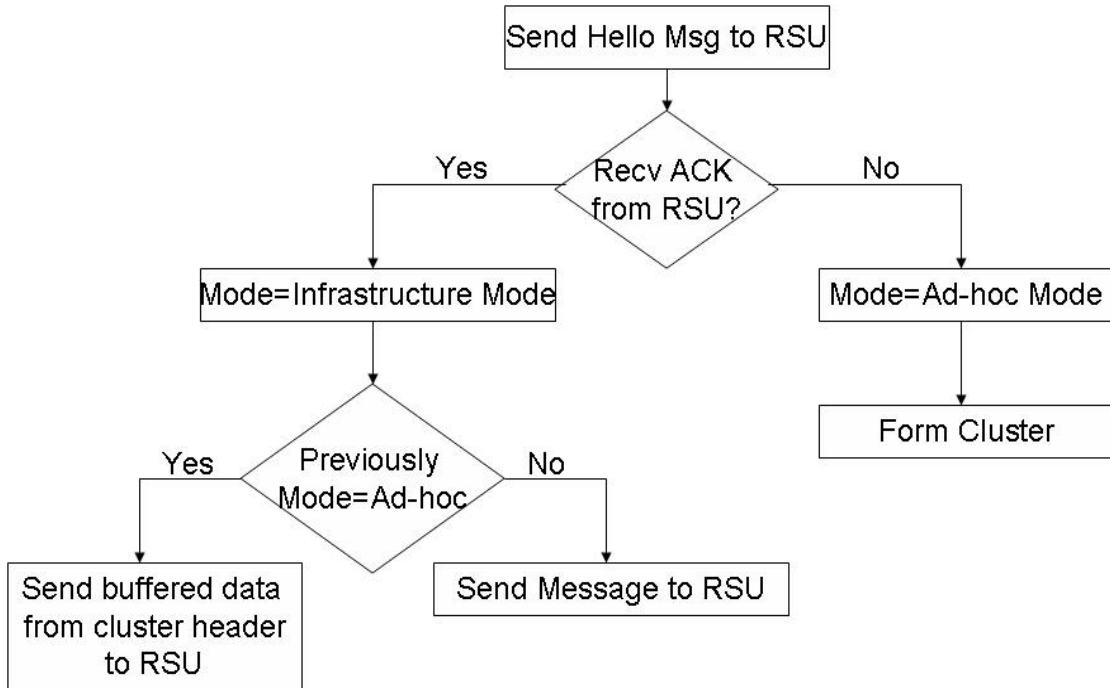 Send Hello Msg to RSU
Yes
Recv ACK
from RSU?
No
Mode=Infrastructure Mode
Mode=Ad-hoc Mode
Form Cluster
Yes
Previously
Mode=Ad-hoc
No
Send buffered data
from cluster header
to RSU
Send Message to RSU